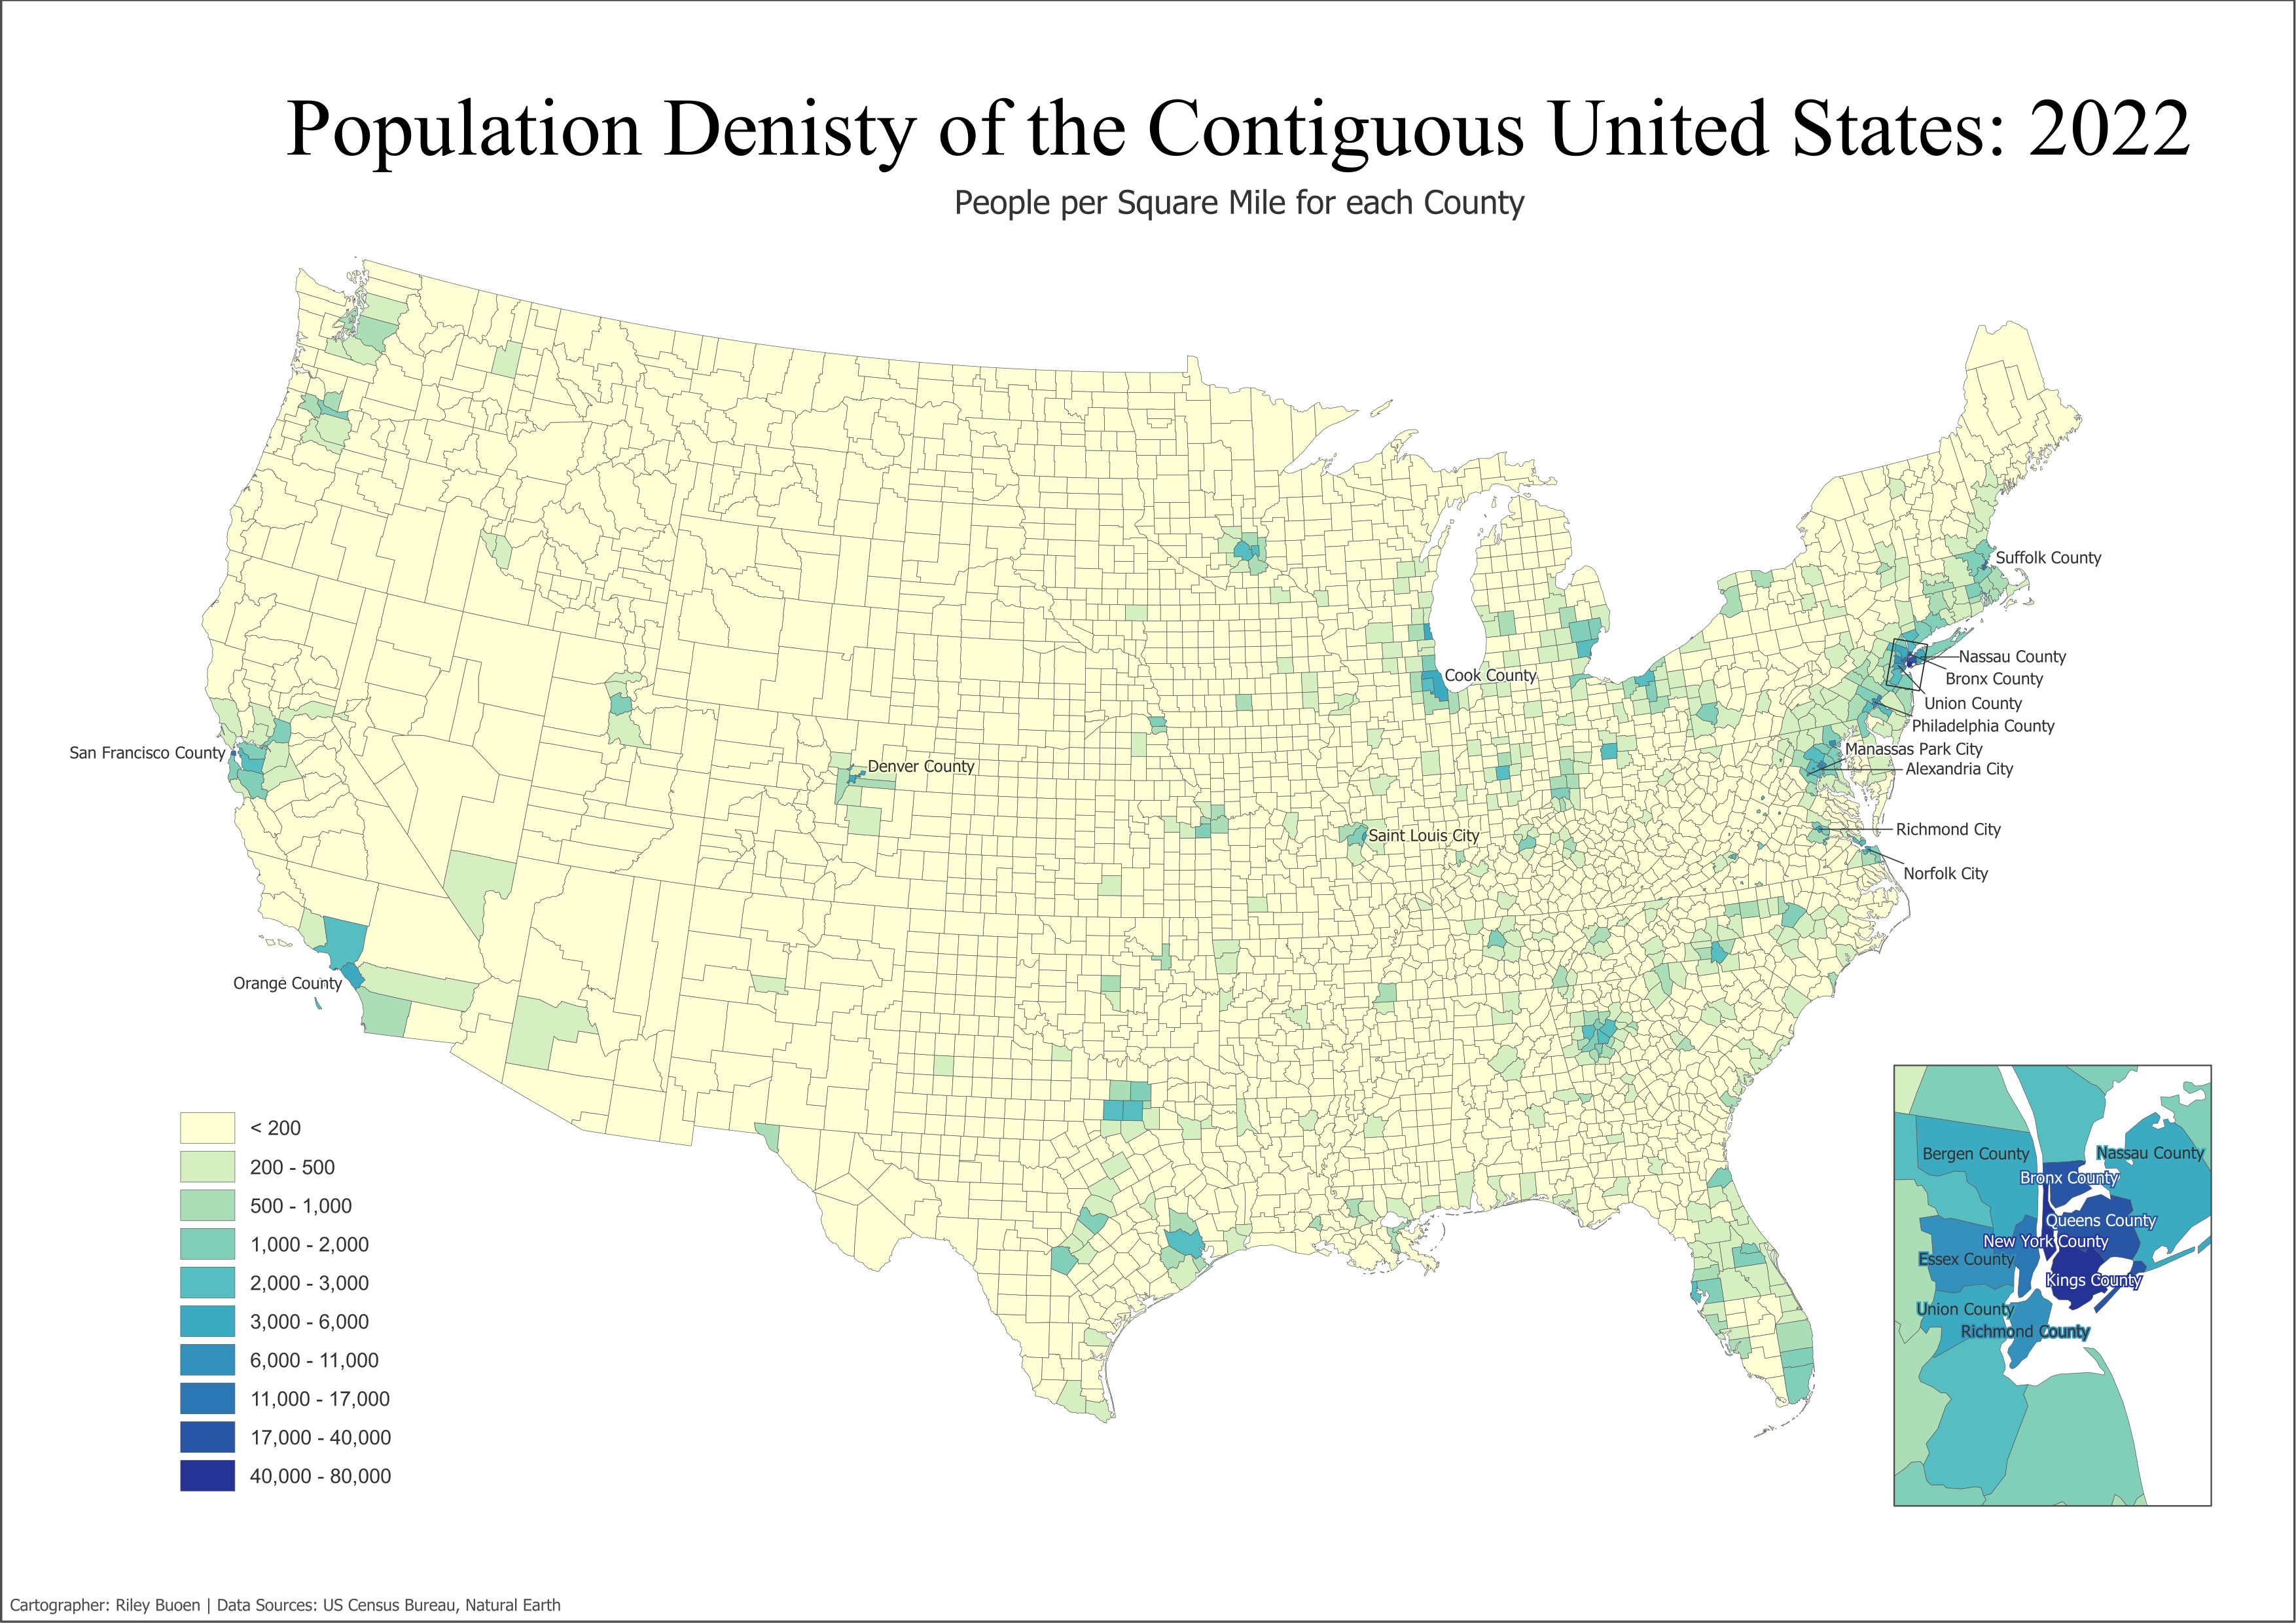 Population Denisty of the Contiguous United States: 2022
People per Square Mile for each County
Suffolk County
Nassau County
Cook County
Bronx County
Union County
Philadelphia County
San Francisco County
Manassas Park City
Denver County
Alexandria City
Richmond City
Saint Louis City
Norfolk City
Orange County
< 200
200 - 500
500 - 1,000
1,000 - 2,000
2,000 - 3,000
3,000 - 6,000
6,000 - 11,000
11,000 - 17,000
17,000 - 40,000
40,000 - 80,000
Bergen County
Nassau County
Bronx County
Queens County
New York County
Essex County
Kings County
Union County
Richmond County
Cartographer: Riley Buoen | Data Sources: US Census Bureau, Natural Earth